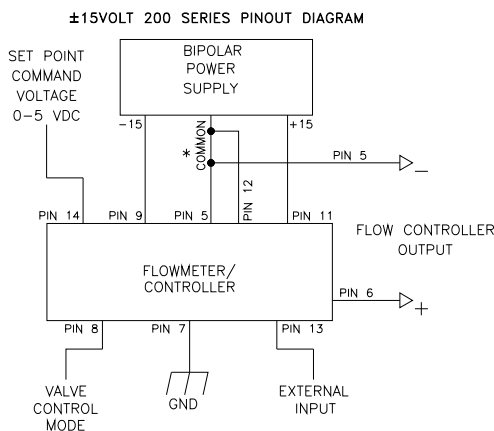 ±15VOLT 200 SERIES PINOUT DIAGRAM
SET POINT
COMMAND
VOLTAGE
0-5 VDC
BIPOLAR
POWER
SUPPLY
-15
* COMMON
+15
PIN 5
-
PIN 12
PIN 14
PIN 9
PIN 5
PIN 11
FLOW CONTROLLER
OUTPUT
FLOWMETER/
CONTROLLER
PIN 6
+
PIN 8
PIN 7
PIN 13
VALVE
CONTROL
MODE
GND
EXTERNAL
INPUT